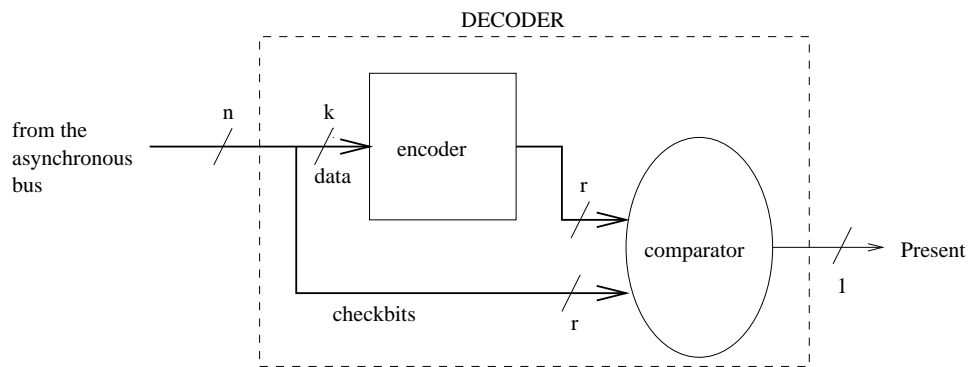 DECODER
from the
asynchronous
bus
n
k
data
encoder
r
comparator
Present
1
checkbits
r